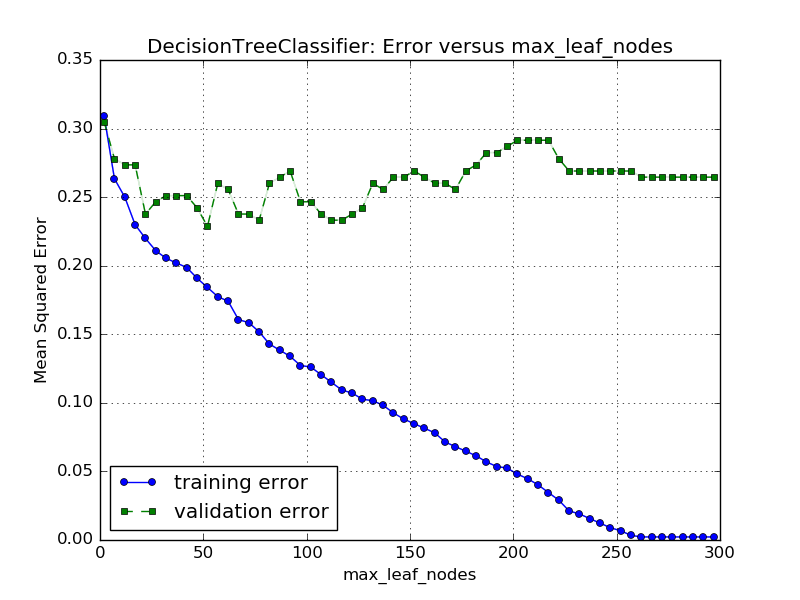 DecisionTreeClassifier: Error versus max_leaf_nodes
0.35
0.30
0.25
0.20
0.15
0.10
0.05
0.00
Mean Squared Error
training error
validation error
0 50 100 150 200 250 300
max_leaf_nodes